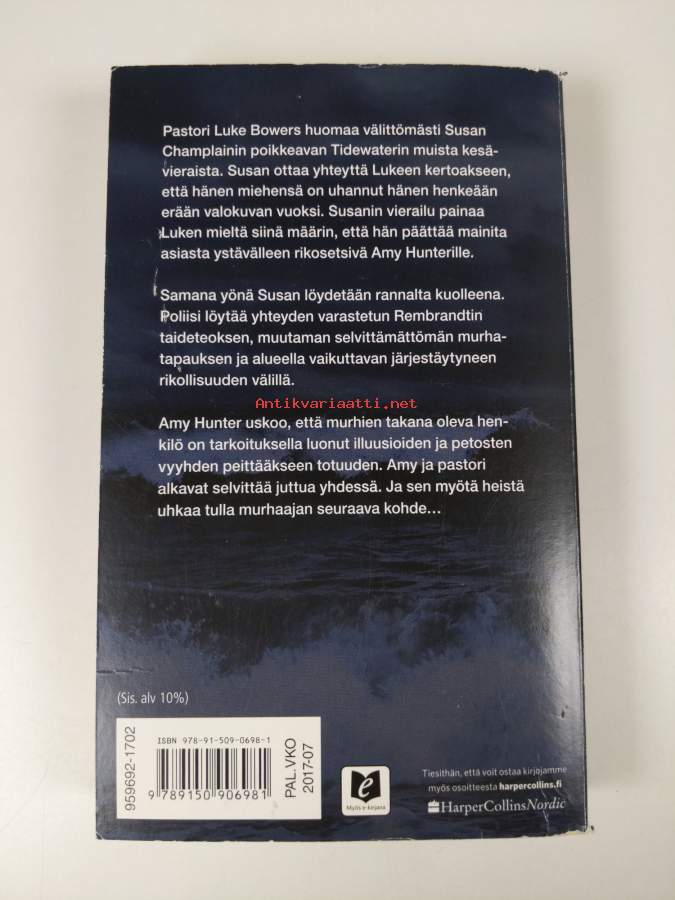 Pastori Luke Bowers huomaa välittömästi Susan
Champlainin poikkeavan Tidewaterin muista kesä-
vieraista. Susan ottaa yhteyttä Lukeen kertoakseen,
että hänen miehensä on uhannut hänen henkeään
erään valokuvan vuoksi. Susanin vierailu painaa
Luken mieltä siinä määrin, että hän päättää mainita
asiasta ystävälleen rikosetsivä Amy Hunterille.
Samana yönä Susan löydetään rannalta kuolleena.
Poliisi löytää yhteyden varastetun Rembrandtin
taideteoksen, muutaman selvittämättömän murha-
tapauksen ja alueella vaikuttavan järjestäytyneen
rikollisuuden välillä.
Antikvariaatti.net
Amy Hunter uskoo, että murhien takana oleva hen-
kilö on tarkoituksella luonut illuusioiden ja petosten
vyyhden peittääkseen totuuden. Amy ja pastori
alkavat selvittää juttua yhdessä. Ja sen myötä heistä
uhkaa tulla murhaajan seuraava kohde...
(Sis. alv 10%)
959692-1702
ISBN 978-91-509-0698-1
9 789150 906981
PAL.VKO
2017-07
e
Myös e-kirjana
Tiesithän, että voit ostaa kirjojamme
myös osoitteesta harpercollins.fi
HarperCollins Nordic